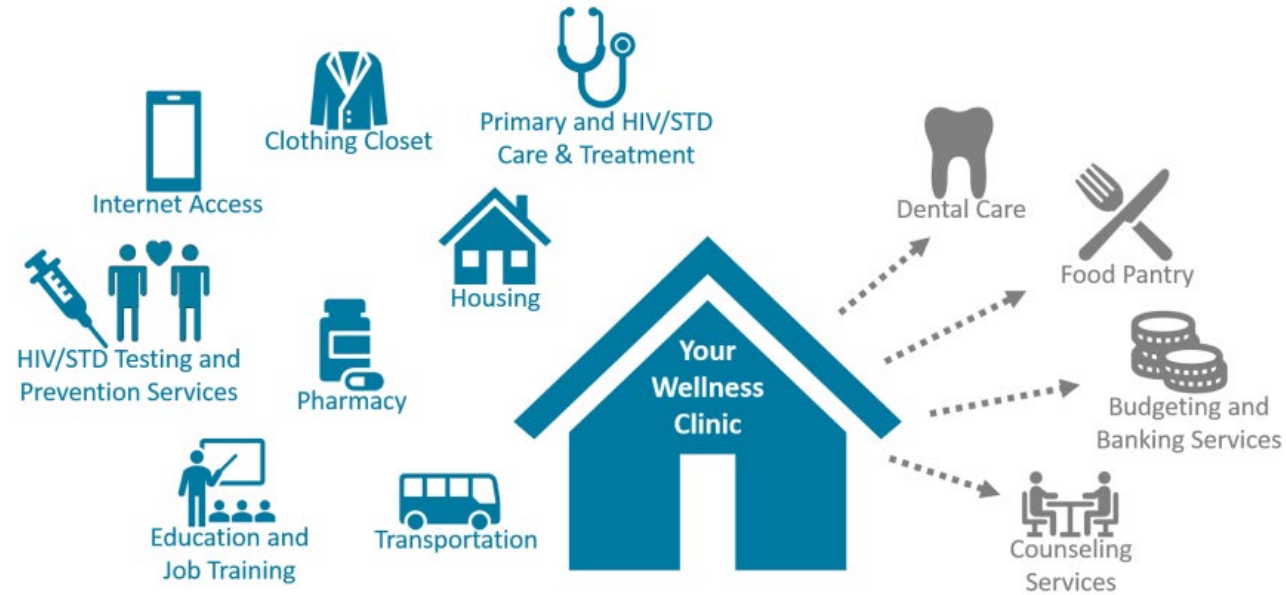 Clothing Closet
Primary and HIV/STD
Care & Treatment
Internet Access
Housing
HIV/STD Testing and
Prevention Services
Pharmacy
Education and
Job Training
Transportation
Your
Wellness
Clinic
Dental Care
Food Pantry
Budgeting and
Banking Services
Counseling
Services